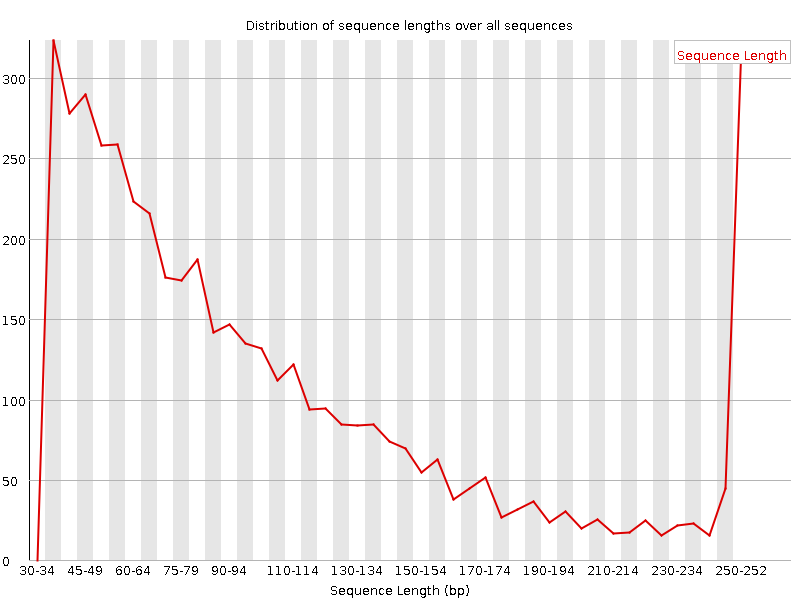 Distribution of sequence lengths over all sequences
Sequence Length
300
250
200
150
100
50
0
30-34 45-49 60-64 75-79 90-94 110-114 130-134 150-154 170-174 190-194 210-214 230-234 250-252
Sequence Length (bp)